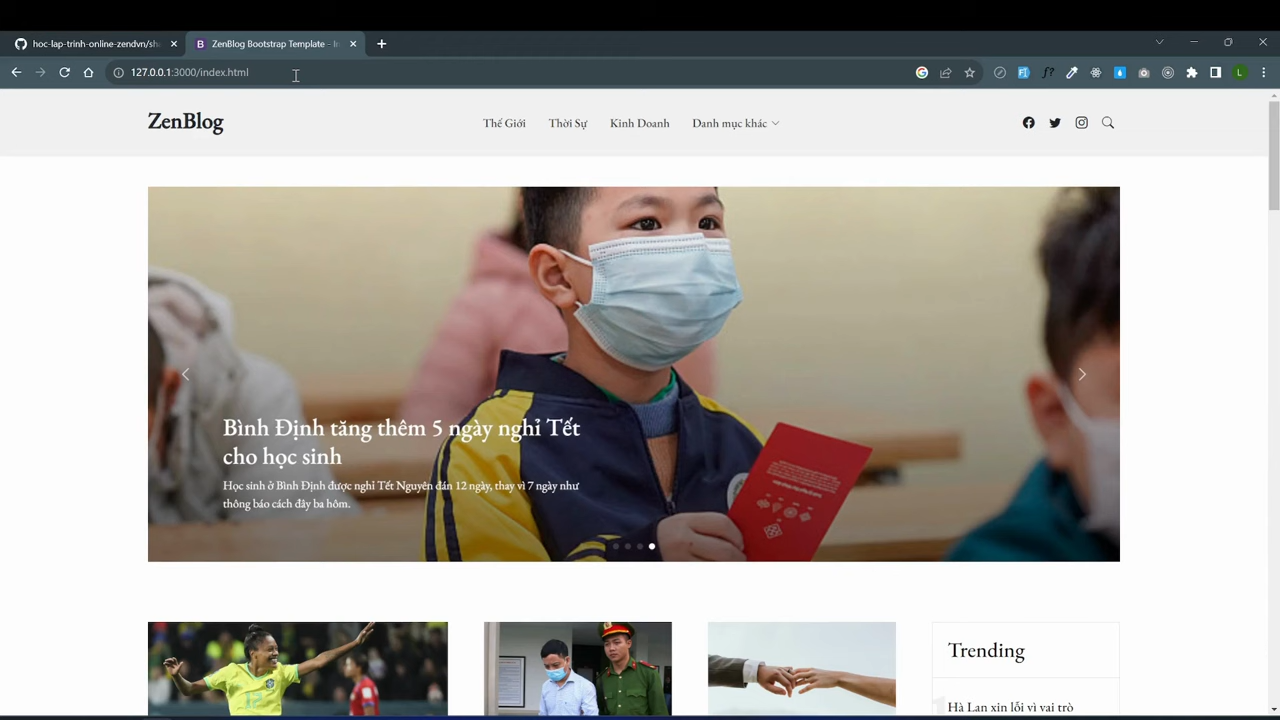 hoc-lap-trinh-online-zendvn/sha
ZenBlog Bootstrap Template - In
127.0.0.1:3000/index.html
ZenBlog
Thế Giới
Thời Sự
Kinh Doanh
Danh mục khác
Bình Định tăng thêm 5 ngày nghỉ Tết
cho học sinh
Học sinh ở Bình Định được nghỉ Tết Nguyên đán 12 ngày, thay vì 7 ngày như
thông báo cách đây ba hôm.
Trending
Hà Lan xin lỗi vì vai trò